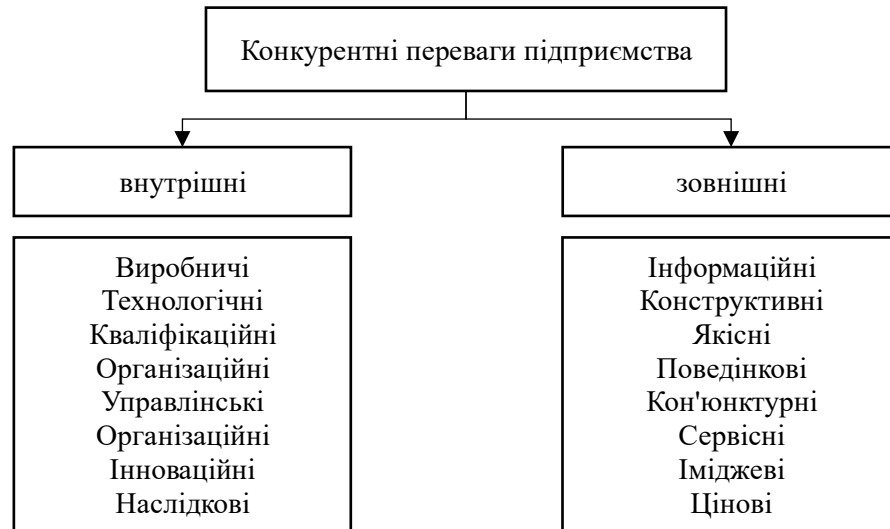 Конкурентні переваги підприємства
внутрішні
зовнішні
Виробничі
Технологічні
Кваліфікаційні
Організаційні
Управлінські
Організаційні
Інноваційні
Наслідкові
Інформаційні
Конструктивні
Якісні
Поведінкові
Кон'юнктурні
Сервісні
Іміджеві
Цінові